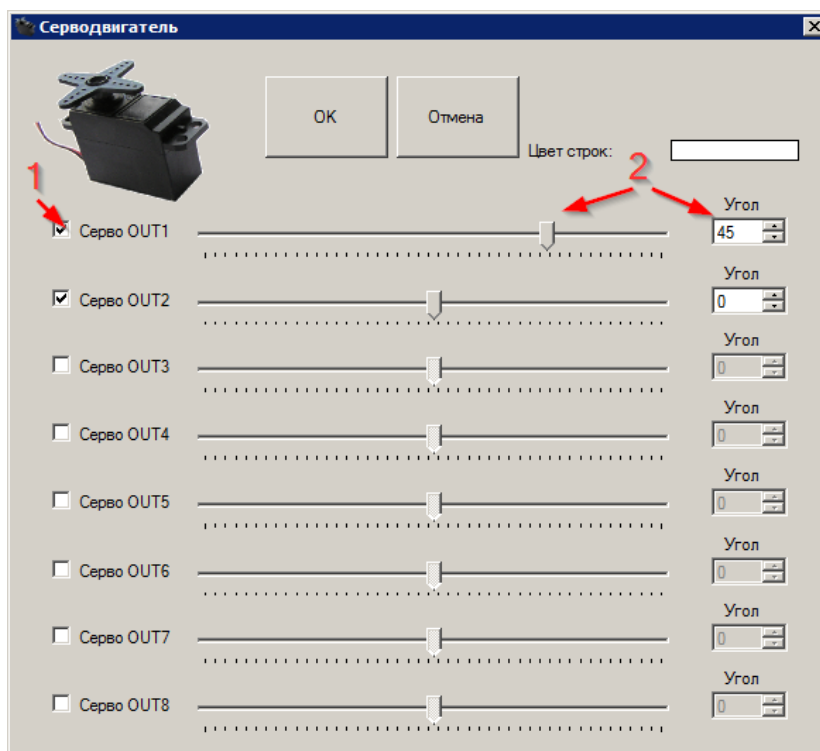 Серводвигатель
OK
Отмена
Цвет строк:
1
2
Угол
Серво OUT1
45
Угол
Серво OUT2
0
Угол
Серво OUT3
0
Угол
Серво OUT4
0
Угол
Серво OUT5
0
Угол
Серво OUT6
0
Угол
Серво OUT7
0
Угол
Серво OUT8
0